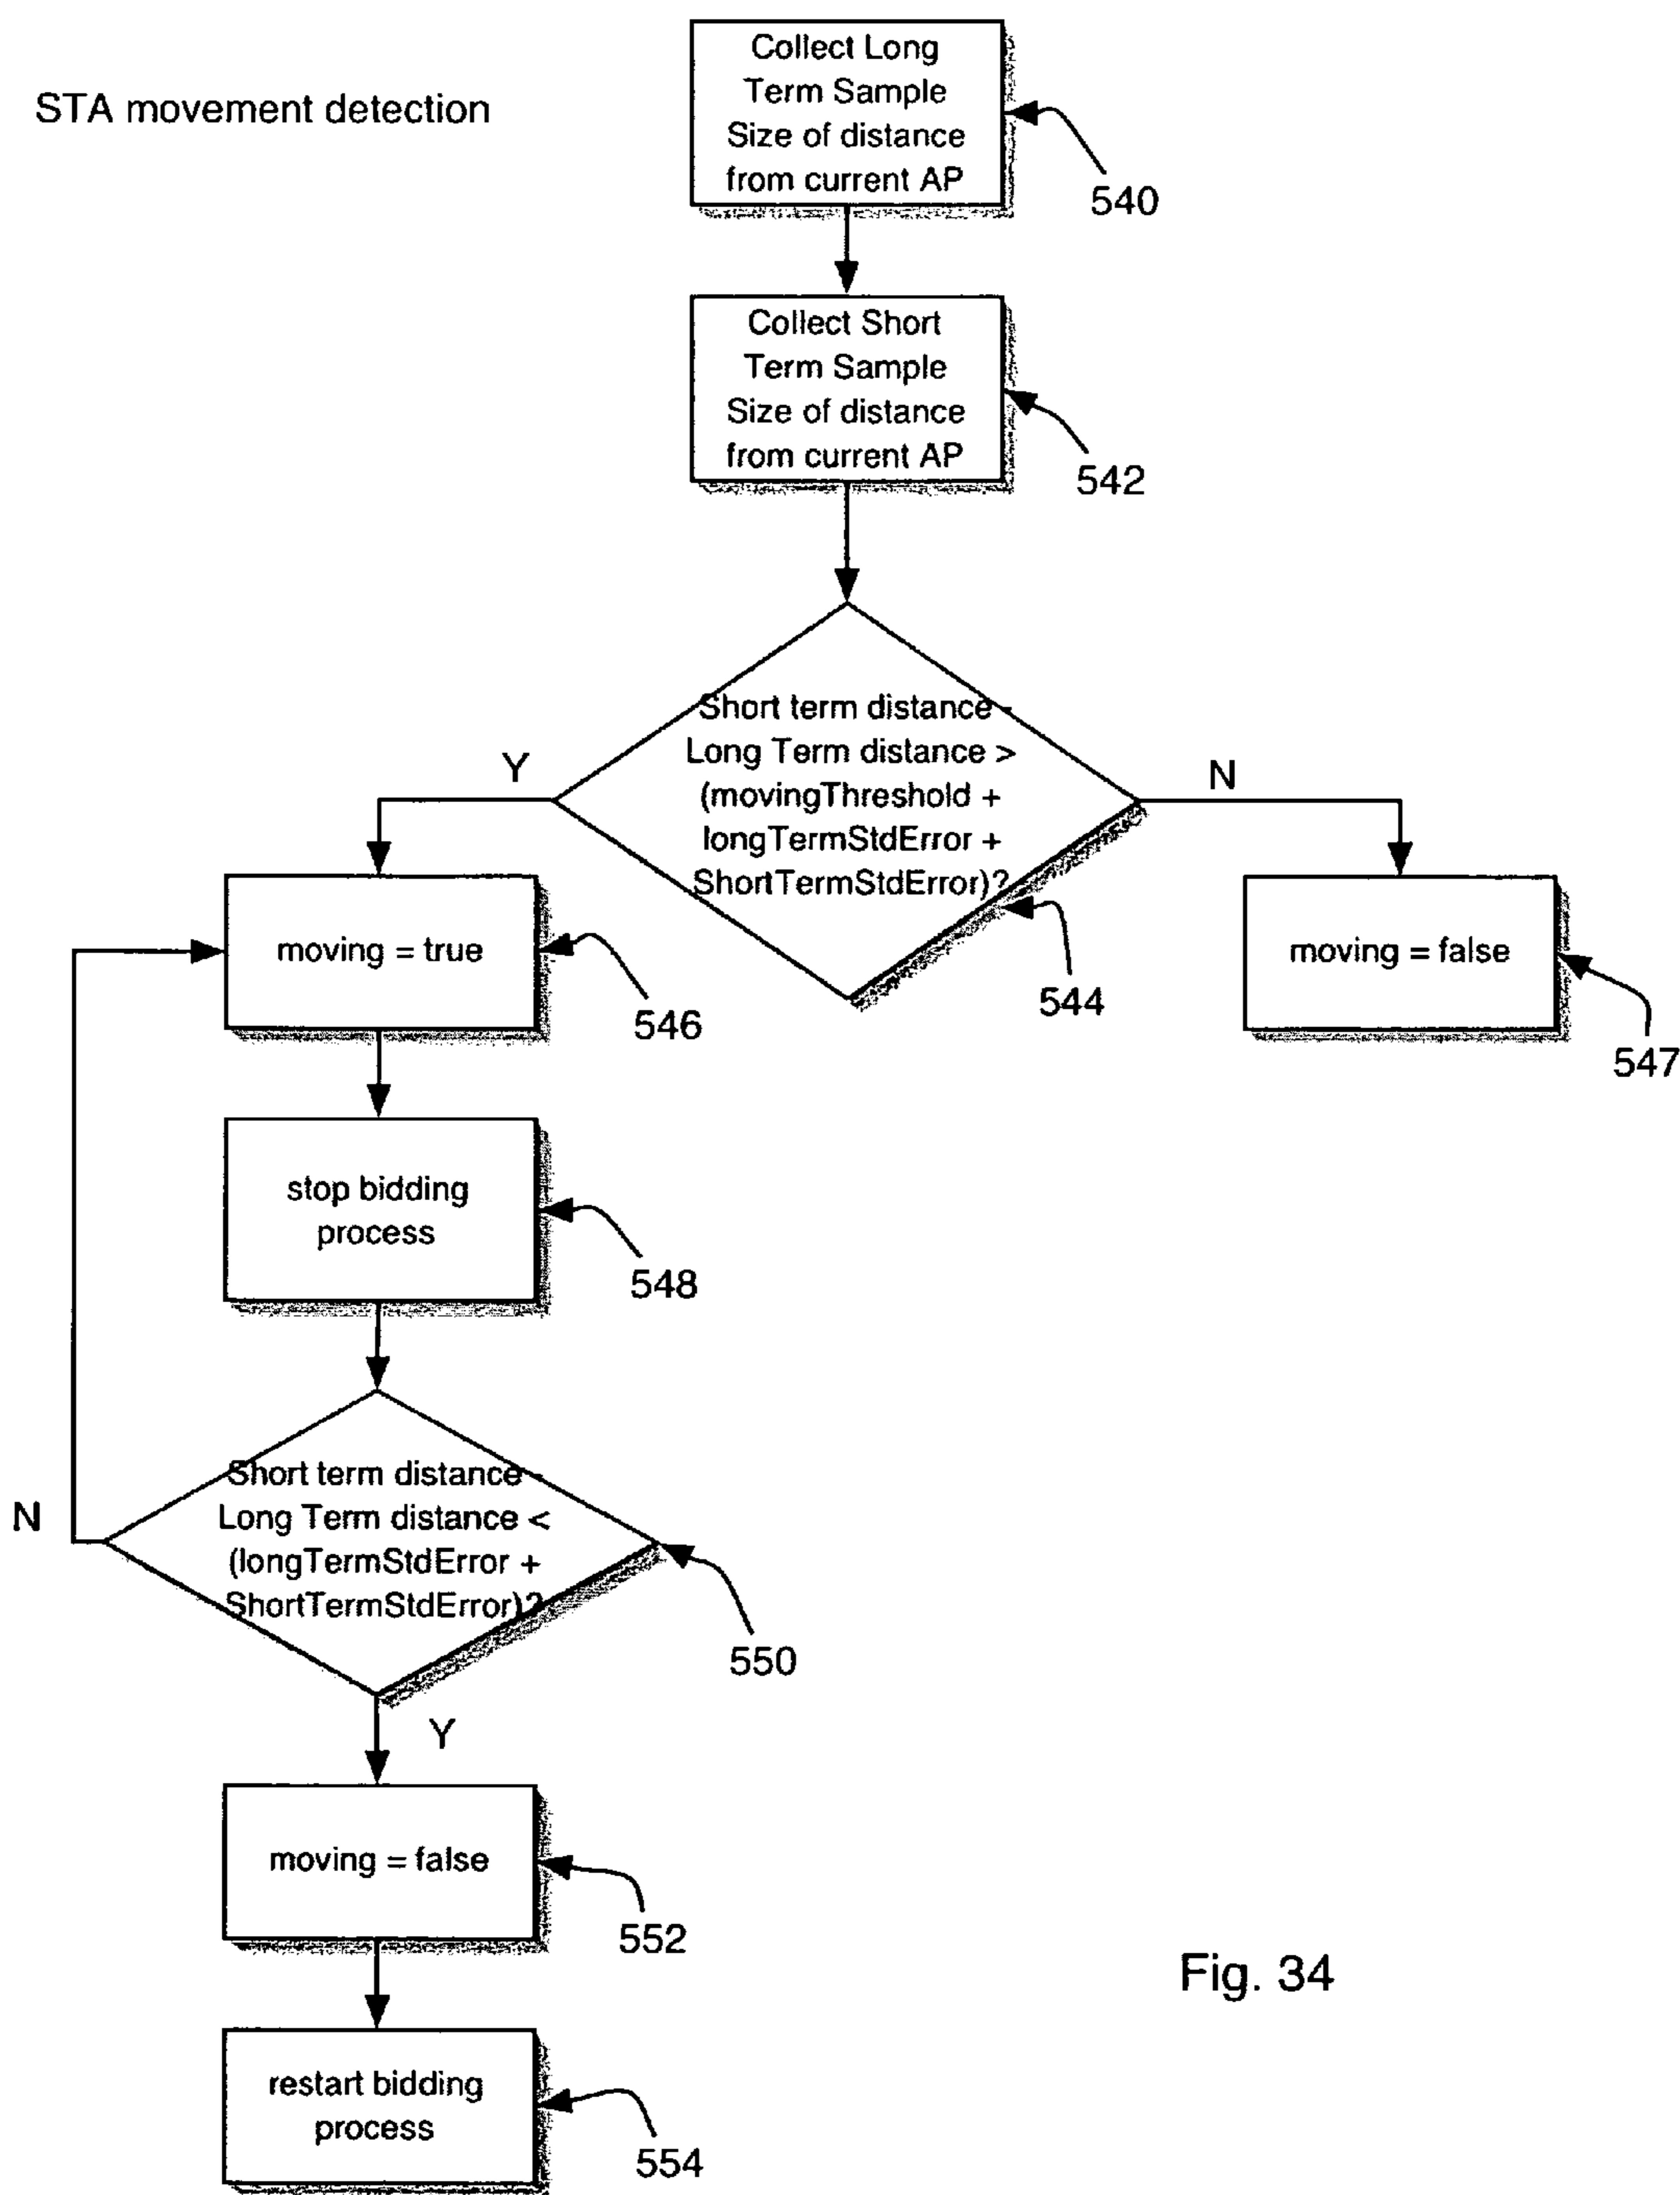 STA movement detection
Collect Long
Term Sample
Size of distance
from current AP
540
Collect Short
Term Sample
Size of distance
from current AP
542
Short term distance -
Long Term distance >
(movingThreshold +
longTermStdError +
ShortTermStdError)?
Y
N
544
moving = true
546
moving = false
547
stop bidding
process
548
Short term distance -
Long Term distance <
(longTermStdError +
ShortTermStdError)?
N
550
Y
moving = false
552
restart bidding
process
554
Fig. 34